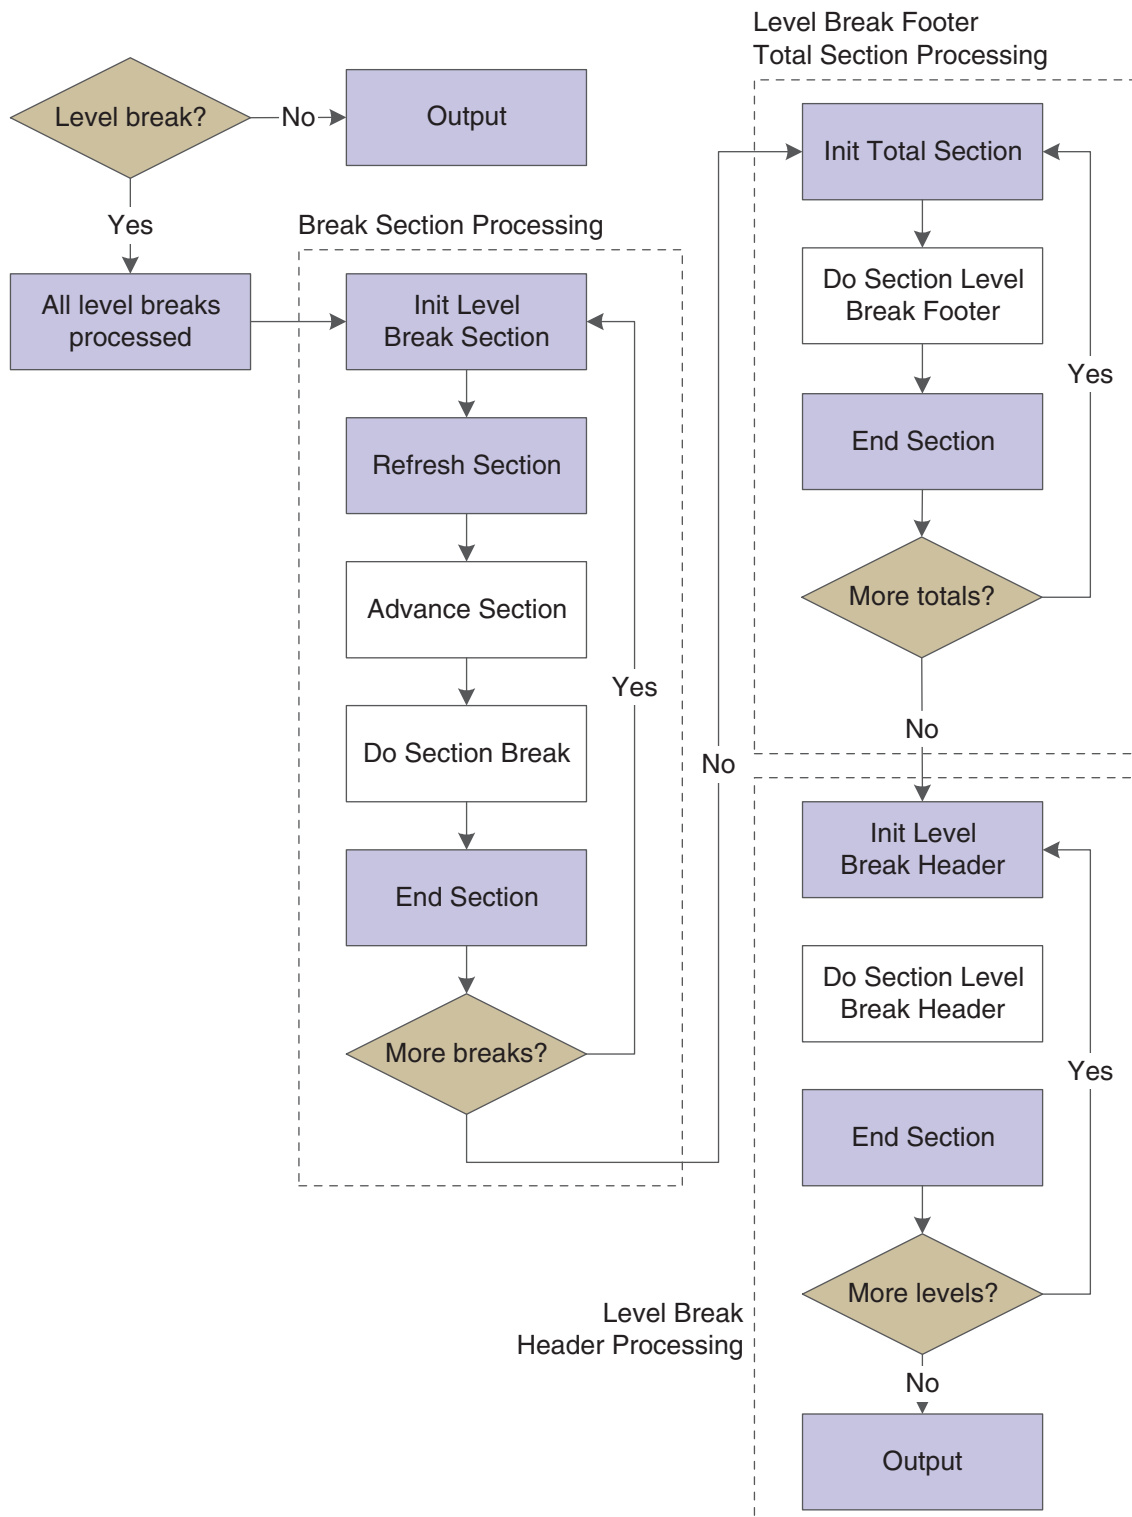 Level break?
No
Output
Yes
All level breaks
processed
Break Section Processing
Init Level
Break Section
Refresh Section
Advance Section
Do Section Break
End Section
More breaks?
Yes
No
Level Break Footer
Total Section Processing
Init Total Section
Do Section Level
Break Footer
End Section
More totals?
Yes
No
Level Break
Header Processing
Init Level
Break Header
Do Section Level
Break Header
End Section
More levels?
Yes
No
Output